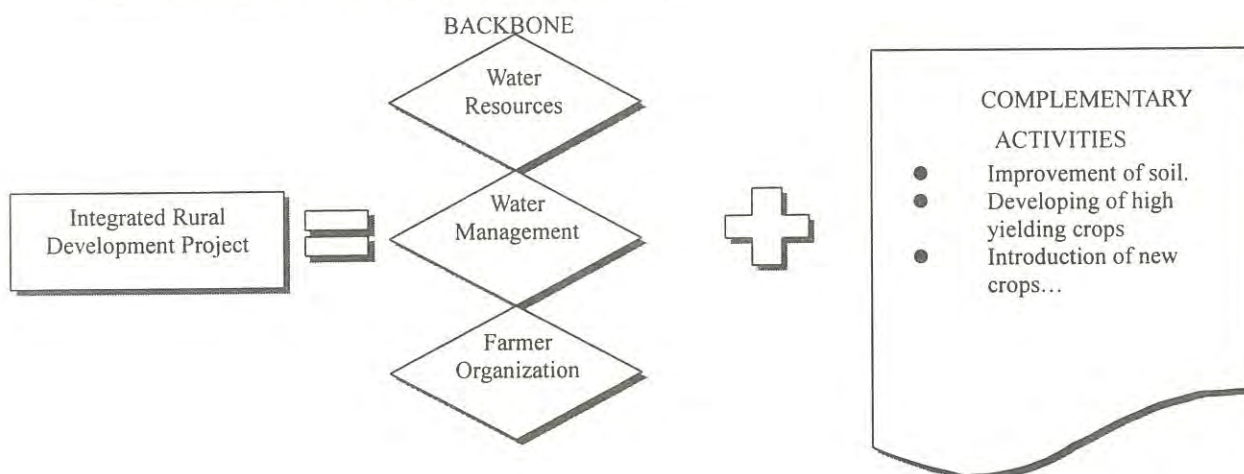 BACKBONE
Water
Resources
Integrated Rural
Development Project
Water
Management
Farmer
Organization
COMPLEMENTARY
ACTIVITIES
● Improvement of soil.
● Developing of high
yielding crops
● Introduction of new
crops…